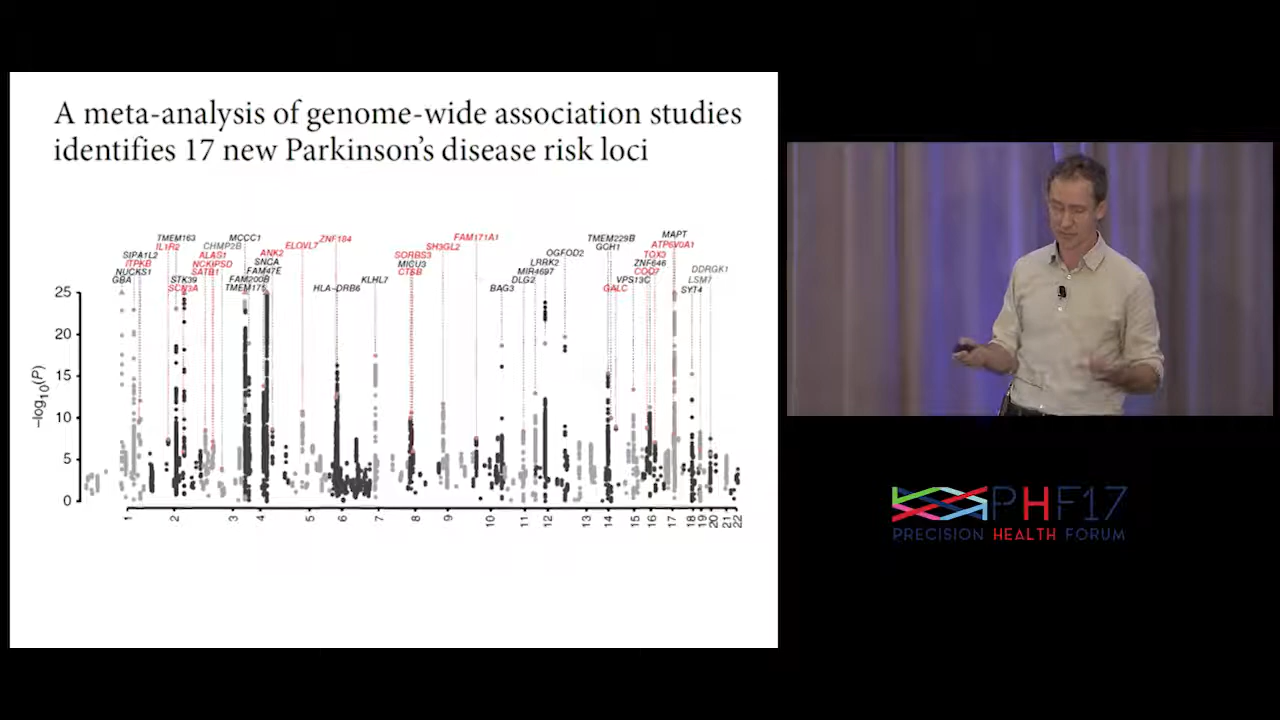 A meta-analysis of genome-wide association studies
identifies 17 new Parkinson's disease risk loci
TMEM163
MCCC1
ZNF184
FAM171A1
TMEM229B
MAPT
IL1R2
CHMP2B
ELOVL7
SH3GL2
GCH1
ATP6V0A1
SIPA1L2
ALAS1
ANK2
SORBS3
OGFOD2
TOX3
ITPKB
NCKIPSD
SNCA
MICU3
LRRK2
ZNF646
NUCKS1
SATB1
FAM47E
CTSB
MIR4697
COQ7
DDRGK1
GBA
STK39
FAM200B
KLHL7
DLG2
VPS13C
LSM7
SCN3A
TMEM175
HLA-DRB6
BAG3
GALC
SYT4
25
20
15
10
5
0
−log10(P)
1 2 3 4 5 6 7 8 9 10 11 12 13 14 15 16 17 18 19 20 21 22
PHF17
PRECISION HEALTH FORUM